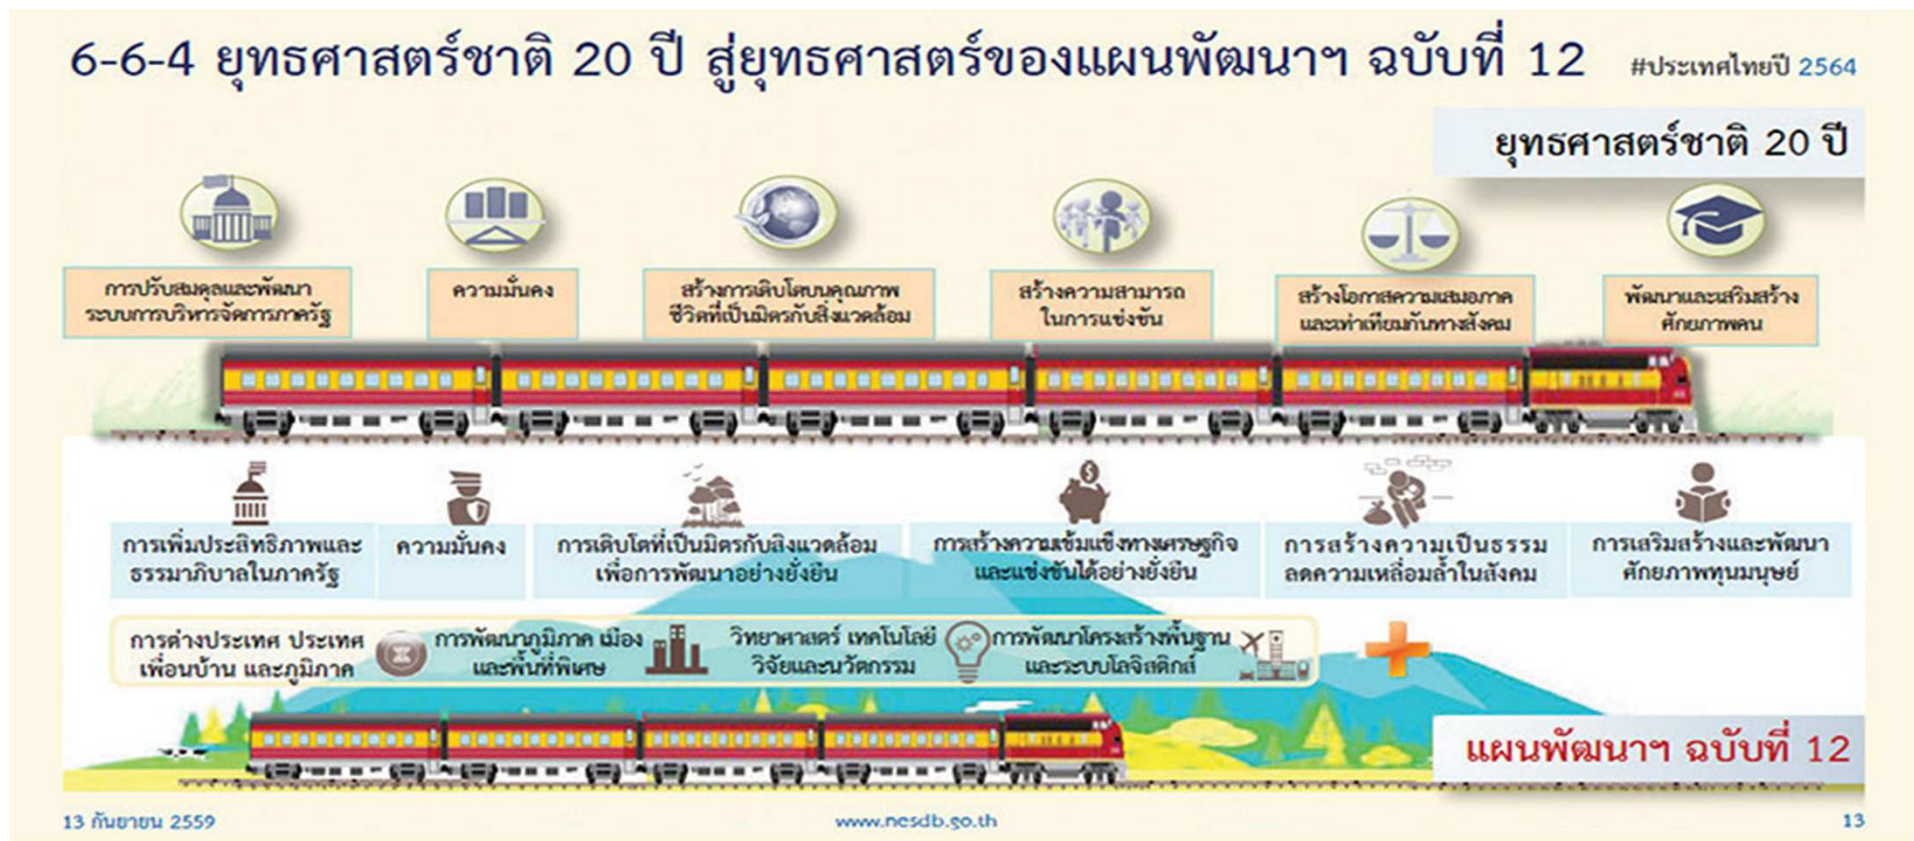 6-6-4 ยุทธศาสตร์ชาติ 20 ปี สู่ยุทธศาสตร์ของแผนพัฒนาฯ ฉบับที่ 12
#ประเทศไทยปี 2564
ยุทธศาสตร์ชาติ 20 ปี
การปรับสมดุลและพัฒนา
ระบบการบริหารจัดการภาครัฐ
ความมั่นคง
สร้างการเติบโตบนคุณภาพ
ชีวิตที่เป็นมิตรกับสิ่งแวดล้อม
สร้างความสามารถ
ในการแข่งขัน
สร้างโอกาสความเสมอภาค
และเท่าเทียมกันทางสังคม
พัฒนาและเสริมสร้าง
ศักยภาพคน
การเพิ่มประสิทธิภาพและ
ธรรมาภิบาลในภาครัฐ
ความมั่นคง
การเติบโตที่เป็นมิตรกับสิ่งแวดล้อม
เพื่อการพัฒนาอย่างยั่งยืน
การสร้างความเข้มแข็งทางเศรษฐกิจ
และแข่งขันได้อย่างยั่งยืน
การสร้างความเป็นธรรม
ลดความเหลื่อมล้ำในสังคม
การเสริมสร้างและพัฒนา
ศักยภาพทุนมนุษย์
การต่างประเทศ ประเทศ
เพื่อนบ้าน และภูมิภาค
การพัฒนาภูมิภาค เมือง
และพื้นที่พิเศษ
วิทยาศาสตร์ เทคโนโลยี
วิจัยและนวัตกรรม
การพัฒนาโครงสร้างพื้นฐาน
และระบบโลจิสติกส์
แผนพัฒนาฯ ฉบับที่ 12
13 กันยายน 2559
www.nesdb.go.th
13